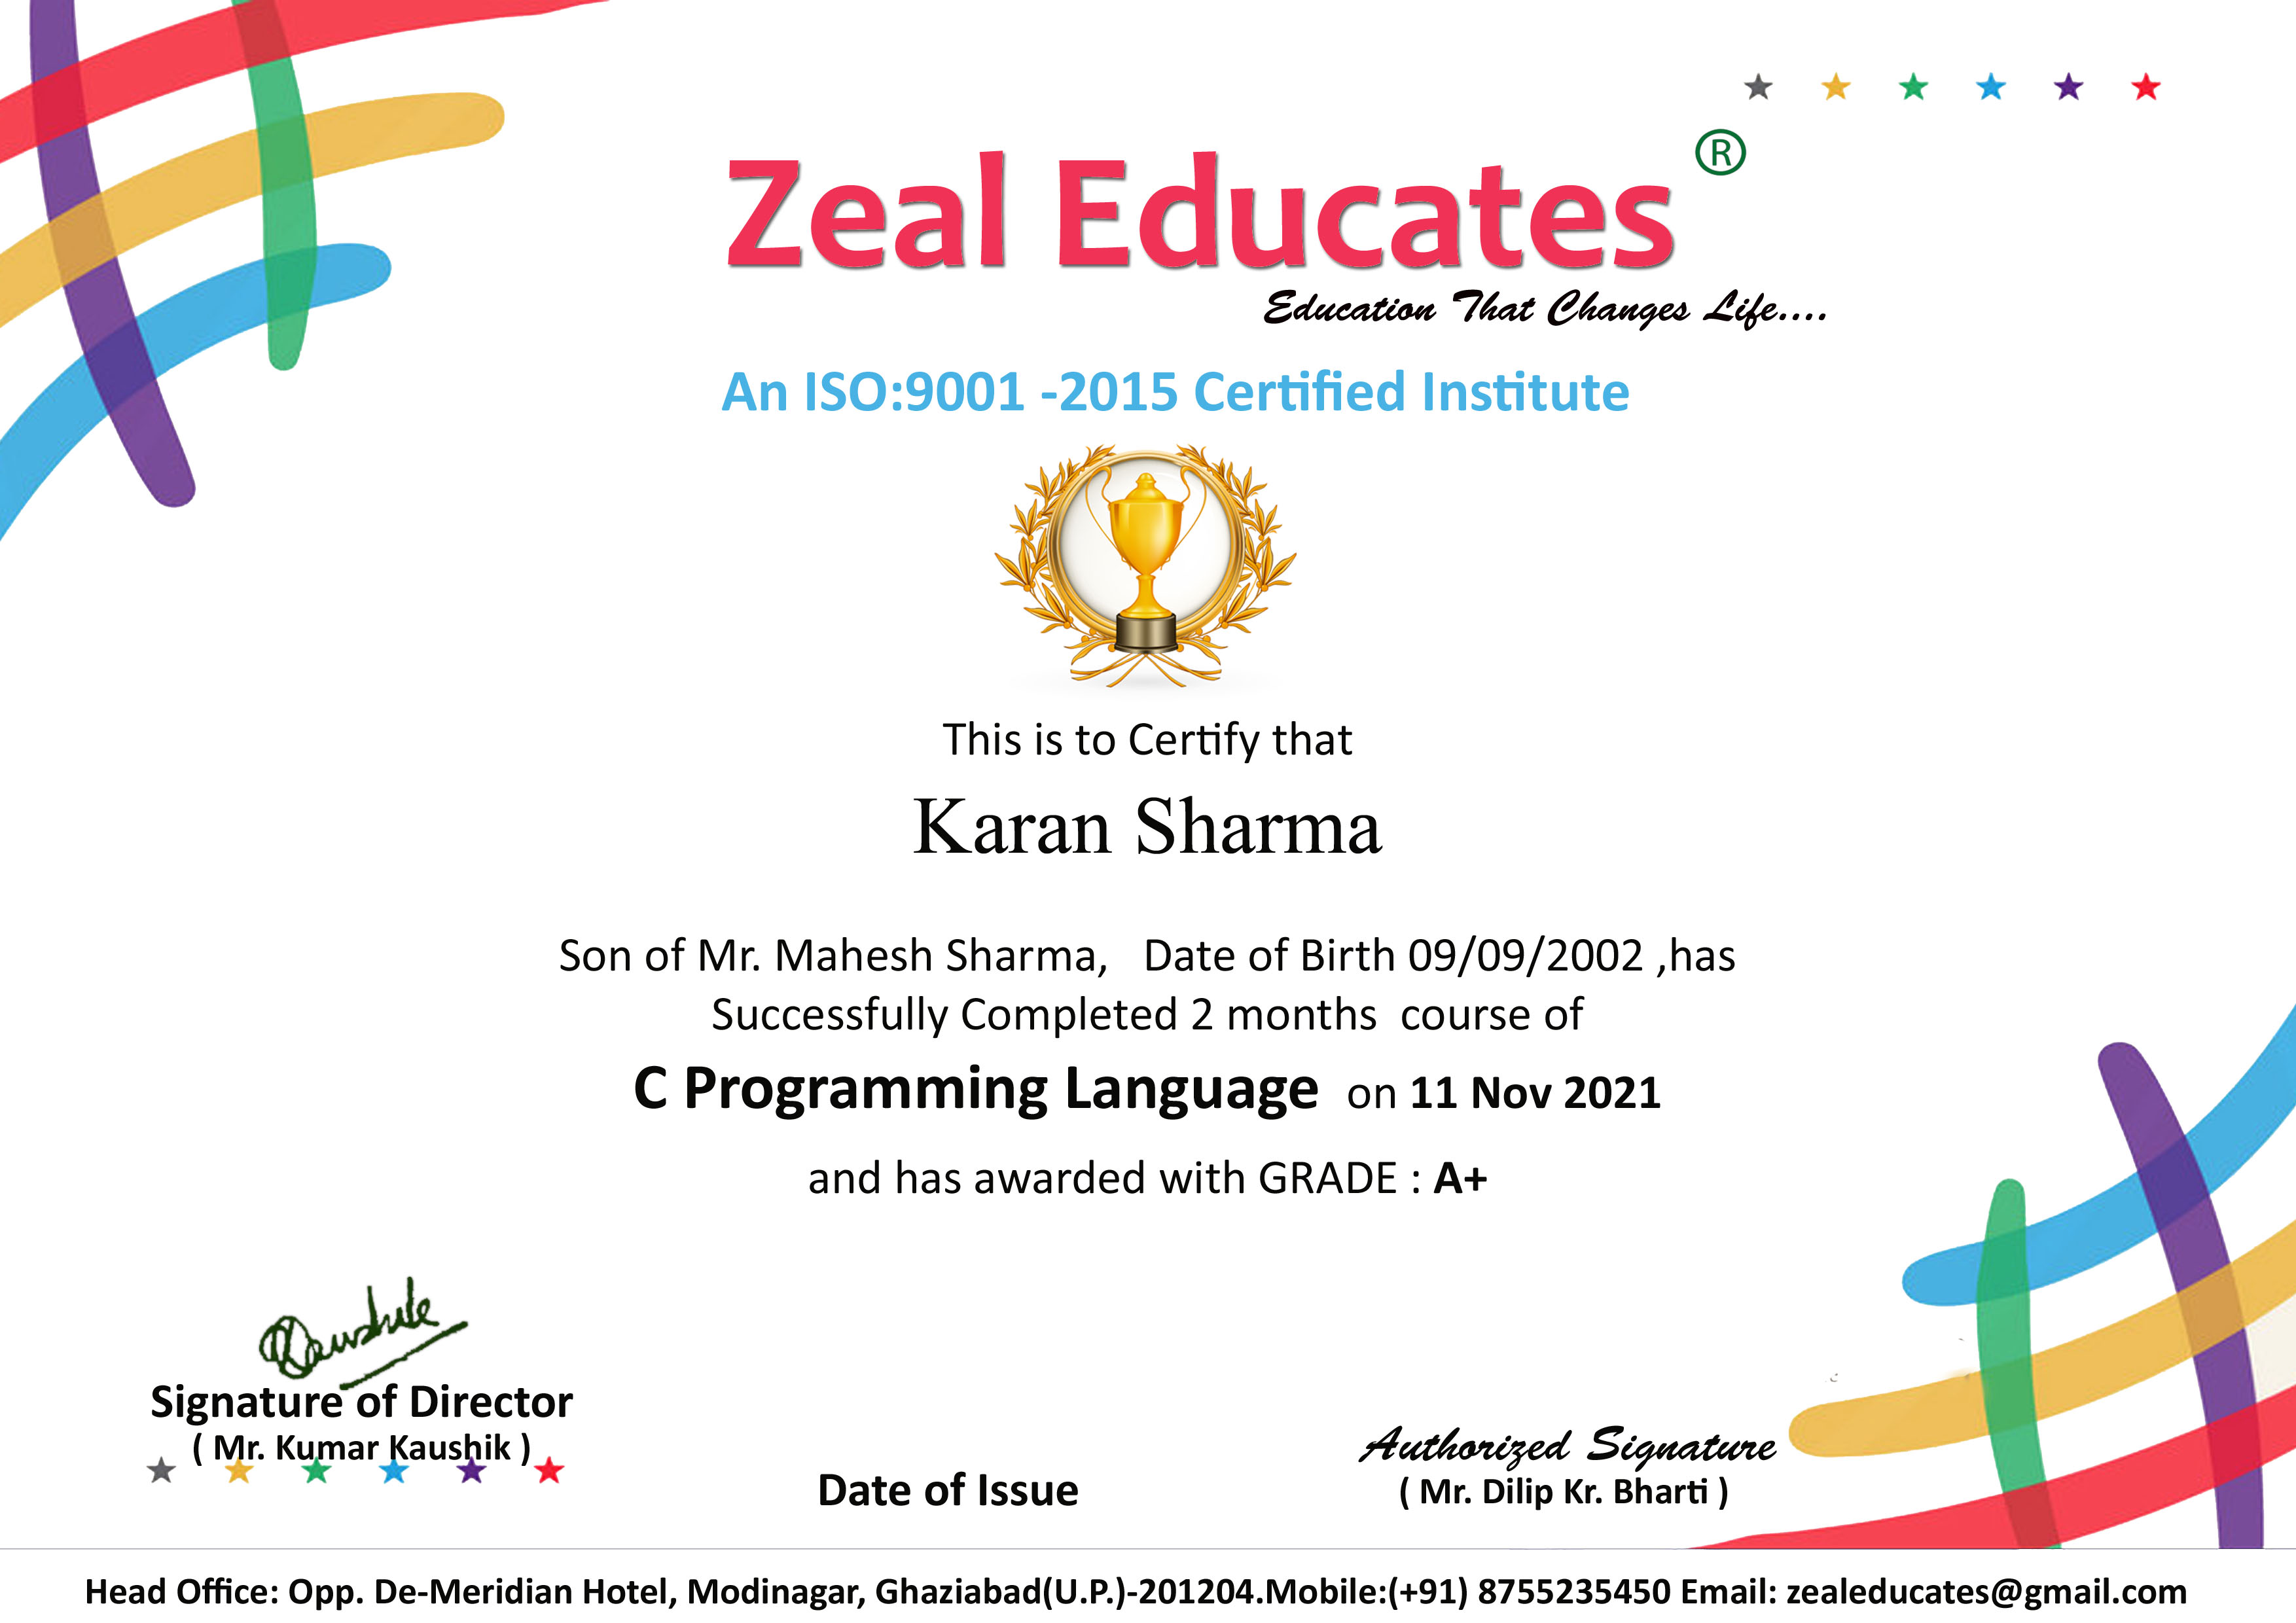 Zeal Educates ®
Education That Changes Life....
An ISO:9001 -2015 Certified Institute
This is to Certify that
Karan Sharma
Son of Mr. Mahesh Sharma,   Date of Birth 09/09/2002 ,has
Successfully Completed 2 months  course of
C Programming Language  on 11 Nov 2021
and has awarded with GRADE : A+
Signature of Director
( Mr. Kumar Kaushik )
Date of Issue
Authorized Signature
( Mr. Dilip Kr. Bharti )
Head Office: Opp. De-Meridian Hotel, Modinagar, Ghaziabad(U.P.)-201204.Mobile:(+91) 8755235450 Email: zealeducates@gmail.com